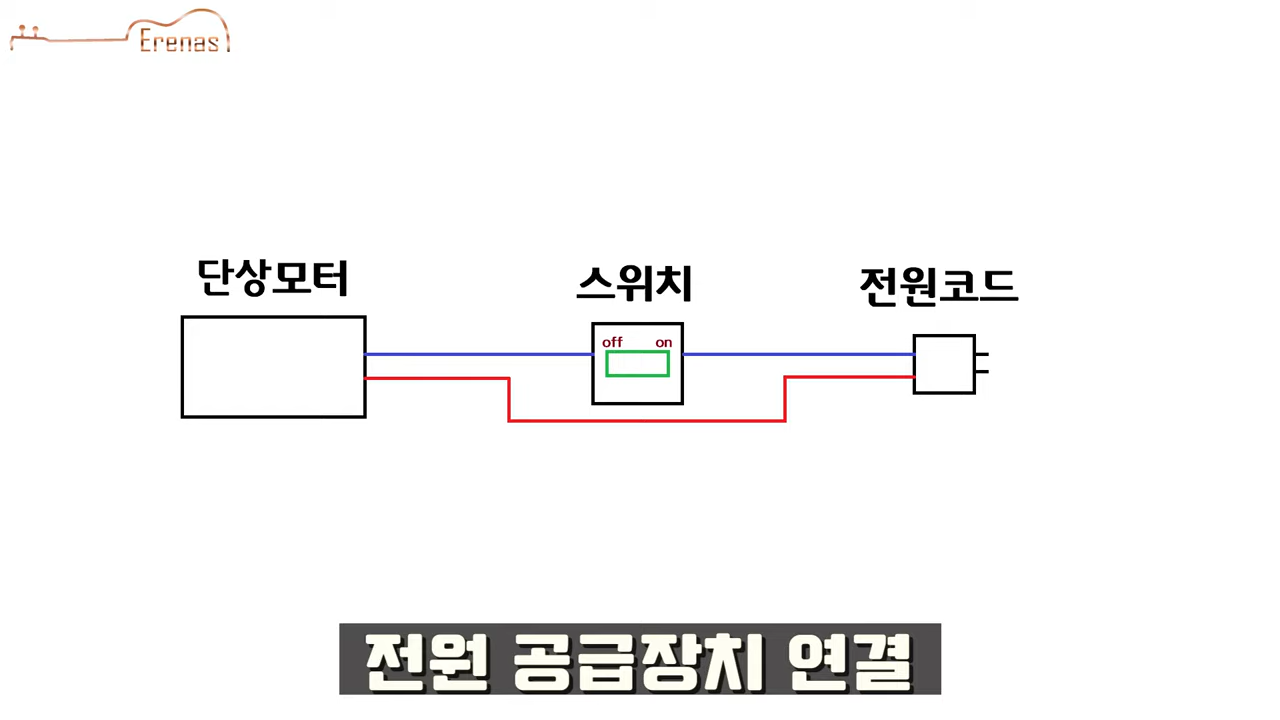 Erenas
단상모터
스위치
전원코드
off on
전원 공급장치 연결